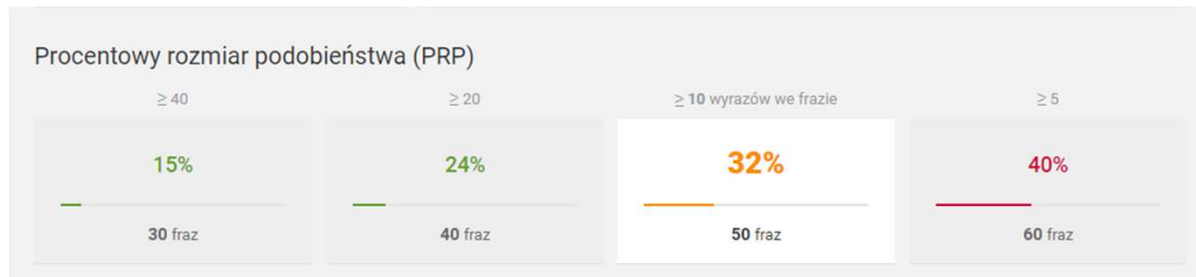 Procentowy rozmiar podobieństwa (PRP)
≥ 40
≥ 20
≥ 10 wyrazów we frazie
≥ 5
15%
24%
32%
40%
30 fraz
40 fraz
50 fraz
60 fraz